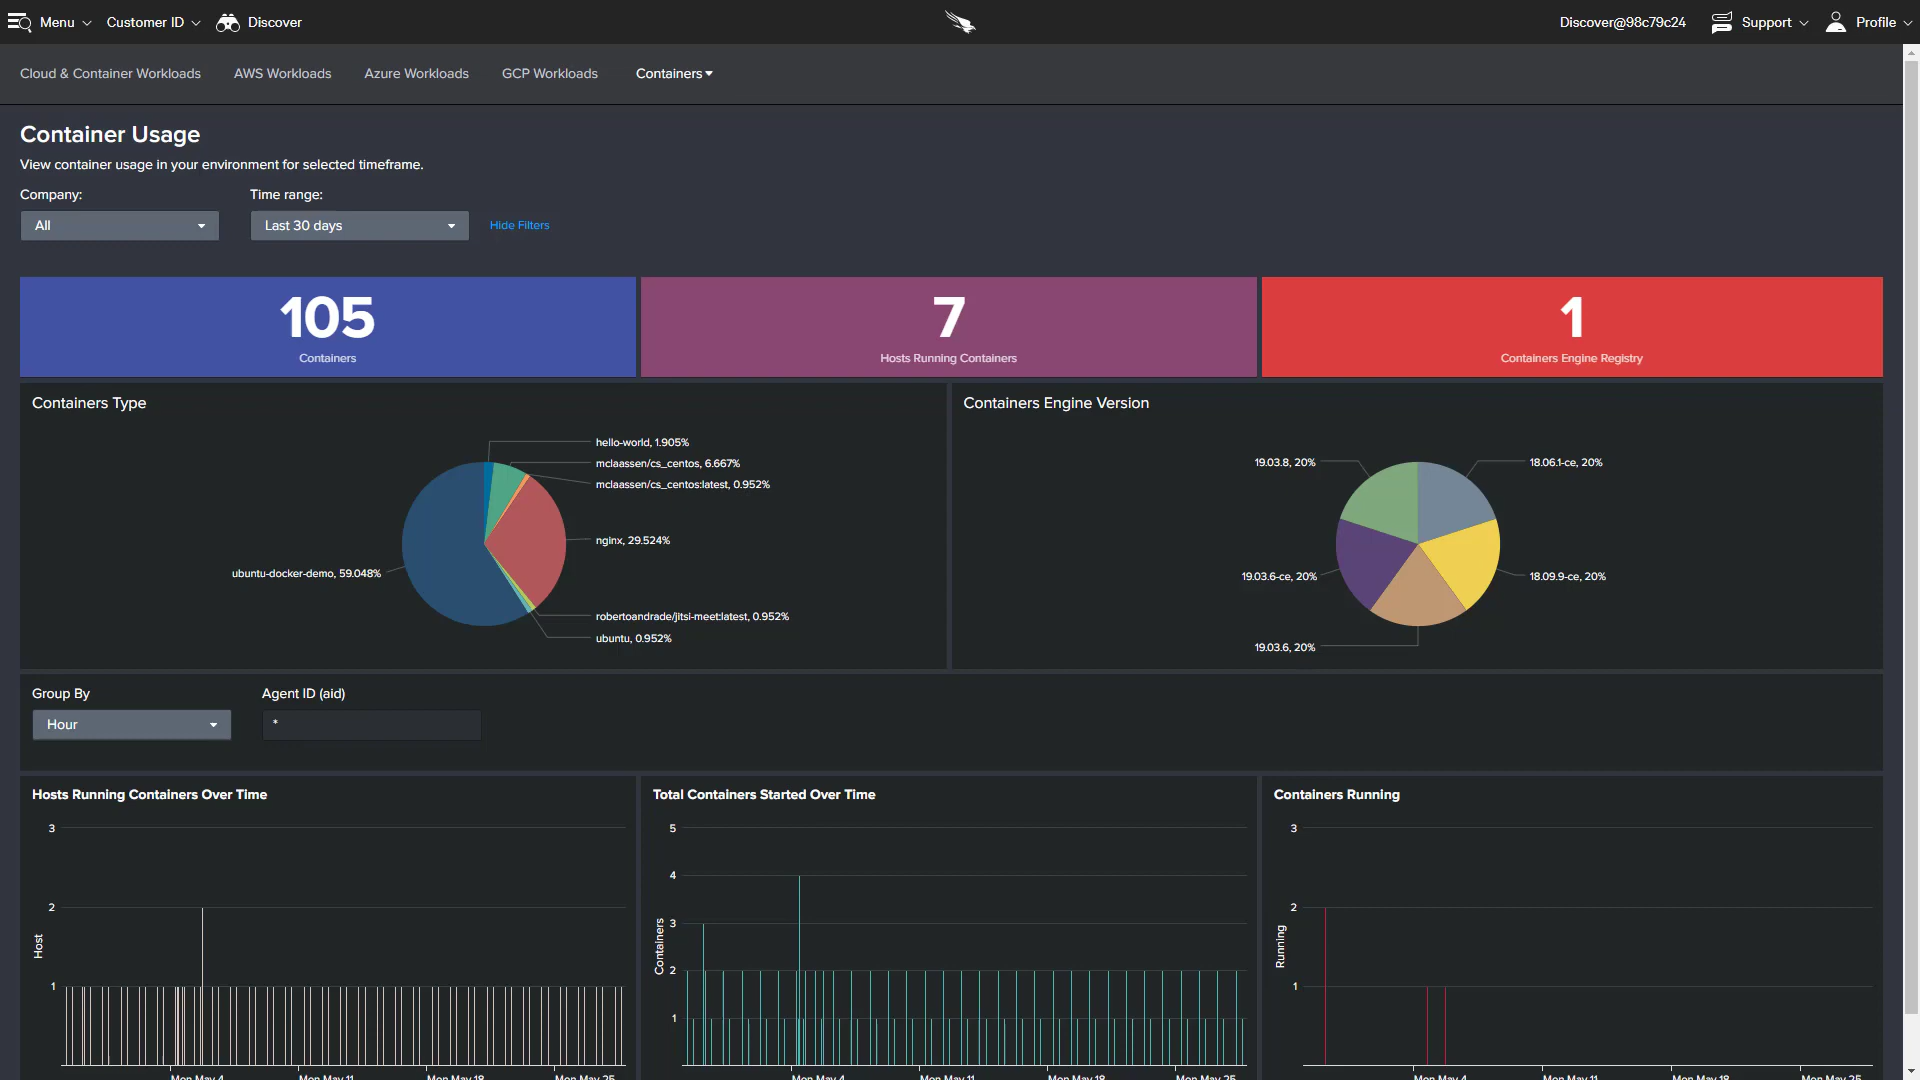 Menu
Customer ID
Discover
Discover@98c79c24
Support
Profile
Cloud & Container Workloads
AWS Workloads
Azure Workloads
GCP Workloads
Containers
Container Usage
View container usage in your environment for selected timeframe.
Company:
Time range:
All
Last 30 days
Hide Filters
105
Containers
7
Hosts Running Containers
1
Containers Engine Registry
Containers Type
hello-world, 1.905%
mclaassen/cs_centos, 6.667%
mclaassen/cs_centos:latest, 0.952%
nginx, 29.524%
ubuntu-docker-demo, 59.048%
robertoandrade/jitsi-meet:latest, 0.952%
ubuntu, 0.952%
Containers Engine Version
19.03.8, 20%
18.06.1-ce, 20%
19.03.6-ce, 20%
18.09.9-ce, 20%
19.03.6, 20%
Group By
Agent ID (aid)
Hour
*
Hosts Running Containers Over Time
3
2
1
Host
Mon May 4
Mon May 11
Mon May 18
Mon May 25
Total Containers Started Over Time
5
4
3
2
1
Containers
Mon May 4
Mon May 11
Mon May 18
Mon May 25
Containers Running
3
2
1
Running
Mon May 4
Mon May 11
Mon May 18
Mon May 25